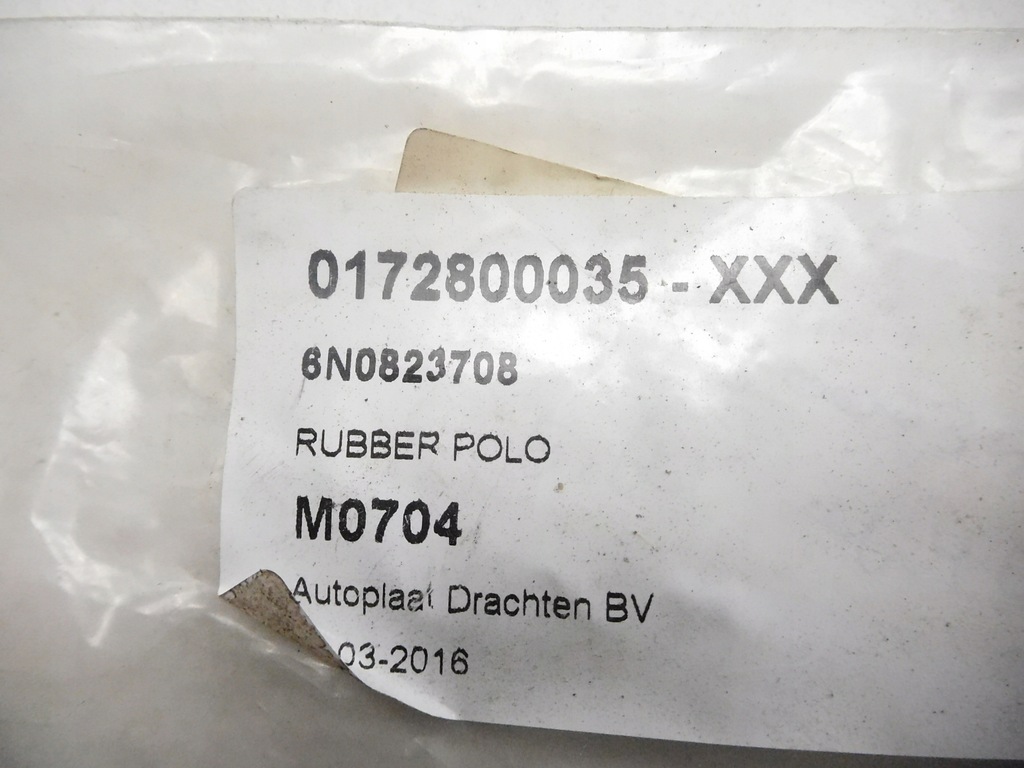 0172800035 - XXX
6N0823708
RUBBER POLO
M0704
Autoplaat Drachten BV
03-2016